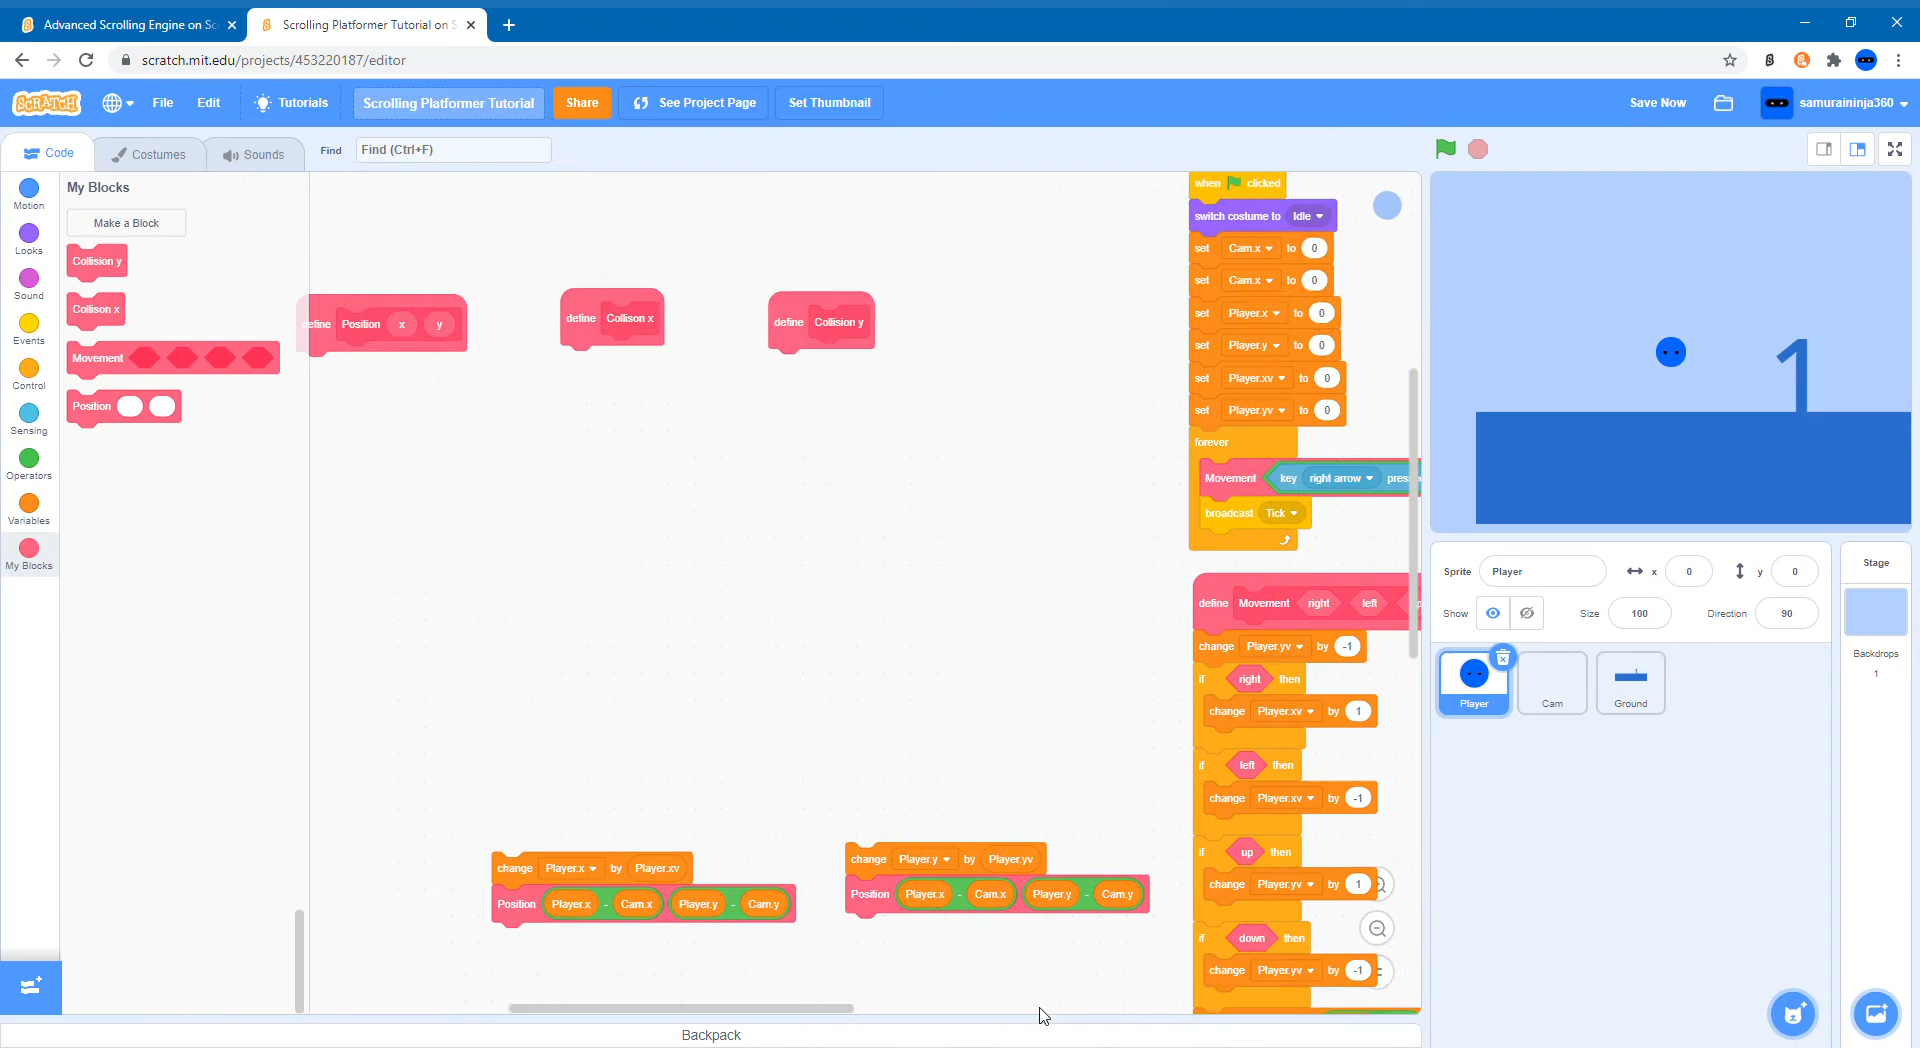 Advanced Scrolling Engine on Sc
Scrolling Platformer Tutorial on S
scratch.mit.edu/projects/453220187/editor
SCRATCH
File
Edit
Tutorials
Scrolling Platformer Tutorial
Share
See Project Page
Set Thumbnail
Save Now
samuraininja360
Code
Costumes
Sounds
Find
Find (Ctrl+F)
Motion
Looks
Sound
Events
Control
Sensing
Operators
Variables
My Blocks
My Blocks
Make a Block
Collision y
Collison x
Movement
Position
define Position x y
define Collison x
define Collision y
change Player.x by Player.xv
Position Player.x - Cam.x Player.y - Cam.y
change Player.y by Player.yv
Position Player.x - Cam.x Player.y - Cam.y
when clicked
switch costume to Idle
set Cam.x to 0
set Cam.x to 0
set Player.x to 0
set Player.y to 0
set Player.xv to 0
set Player.yv to 0
forever
Movement key right arrow press
broadcast Tick
define Movement right left
change Player.yv by -1
if right then
change Player.xv by 1
if left then
change Player.xv by -1
if up then
change Player.yv by 1
if down then
change Player.yv by -1
Backpack
1
Sprite Player x 0 y 0
Show Size 100 Direction 90
Player
Cam
1
Ground
Stage
Backdrops
1